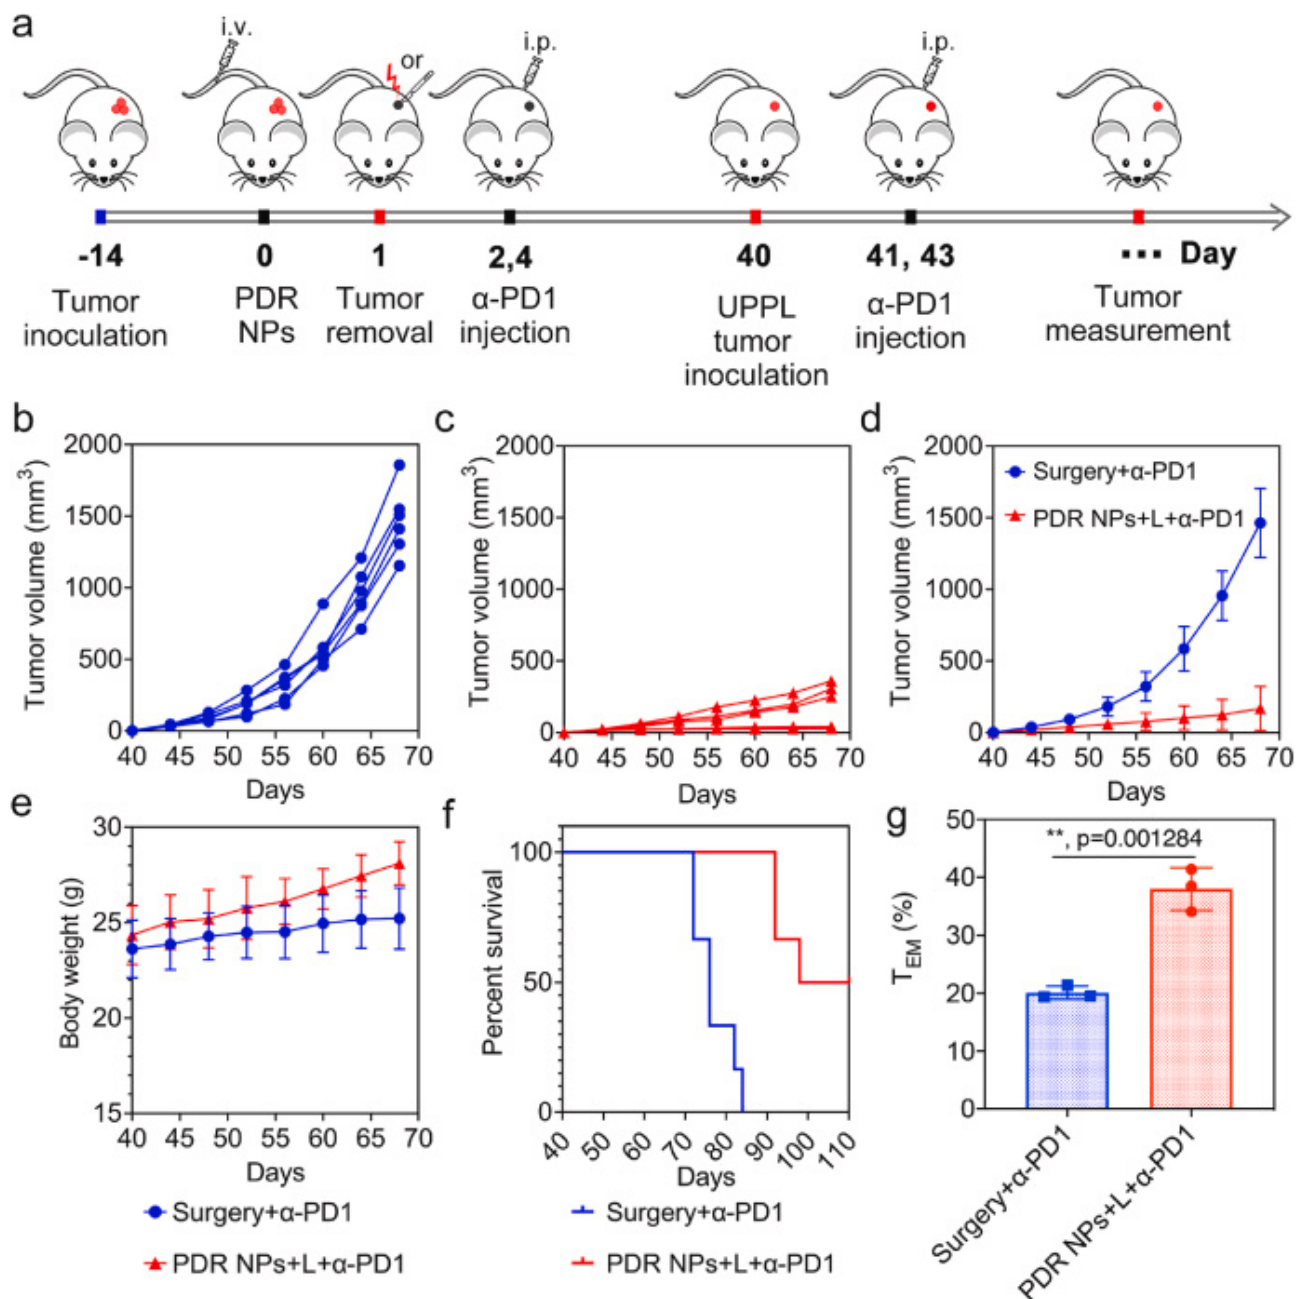 a
i.v.
or
i.p.
i.p.
-14
0
1
2,4
40
41, 43
... Day
Tumor
inoculation
PDR
NPs
Tumor
removal
α-PD1
injection
UPPL
tumor
inoculation
α-PD1
injection
Tumor
measurement
b
Tumor volume (mm³)
2000
1500
1000
500
0
40 45 50 55 60 65 70
Days
c
Tumor volume (mm³)
2000
1500
1000
500
0
40 45 50 55 60 65 70
Days
d
Tumor volume (mm³)
2000
1500
1000
500
0
Surgery+α-PD1
PDR NPs+L+α-PD1
40 45 50 55 60 65 70
Days
e
Body weight (g)
30
25
20
15
40 45 50 55 60 65 70
Days
Surgery+α-PD1
PDR NPs+L+α-PD1
f
Percent survival
100
50
0
40 50 60 70 80 90 100 110
Days
Surgery+α-PD1
PDR NPs+L+α-PD1
g
T_EM (%)
50
40
30
20
10
0
**, p=0.001284
Surgery+α-PD1
PDR NPs+L+α-PD1